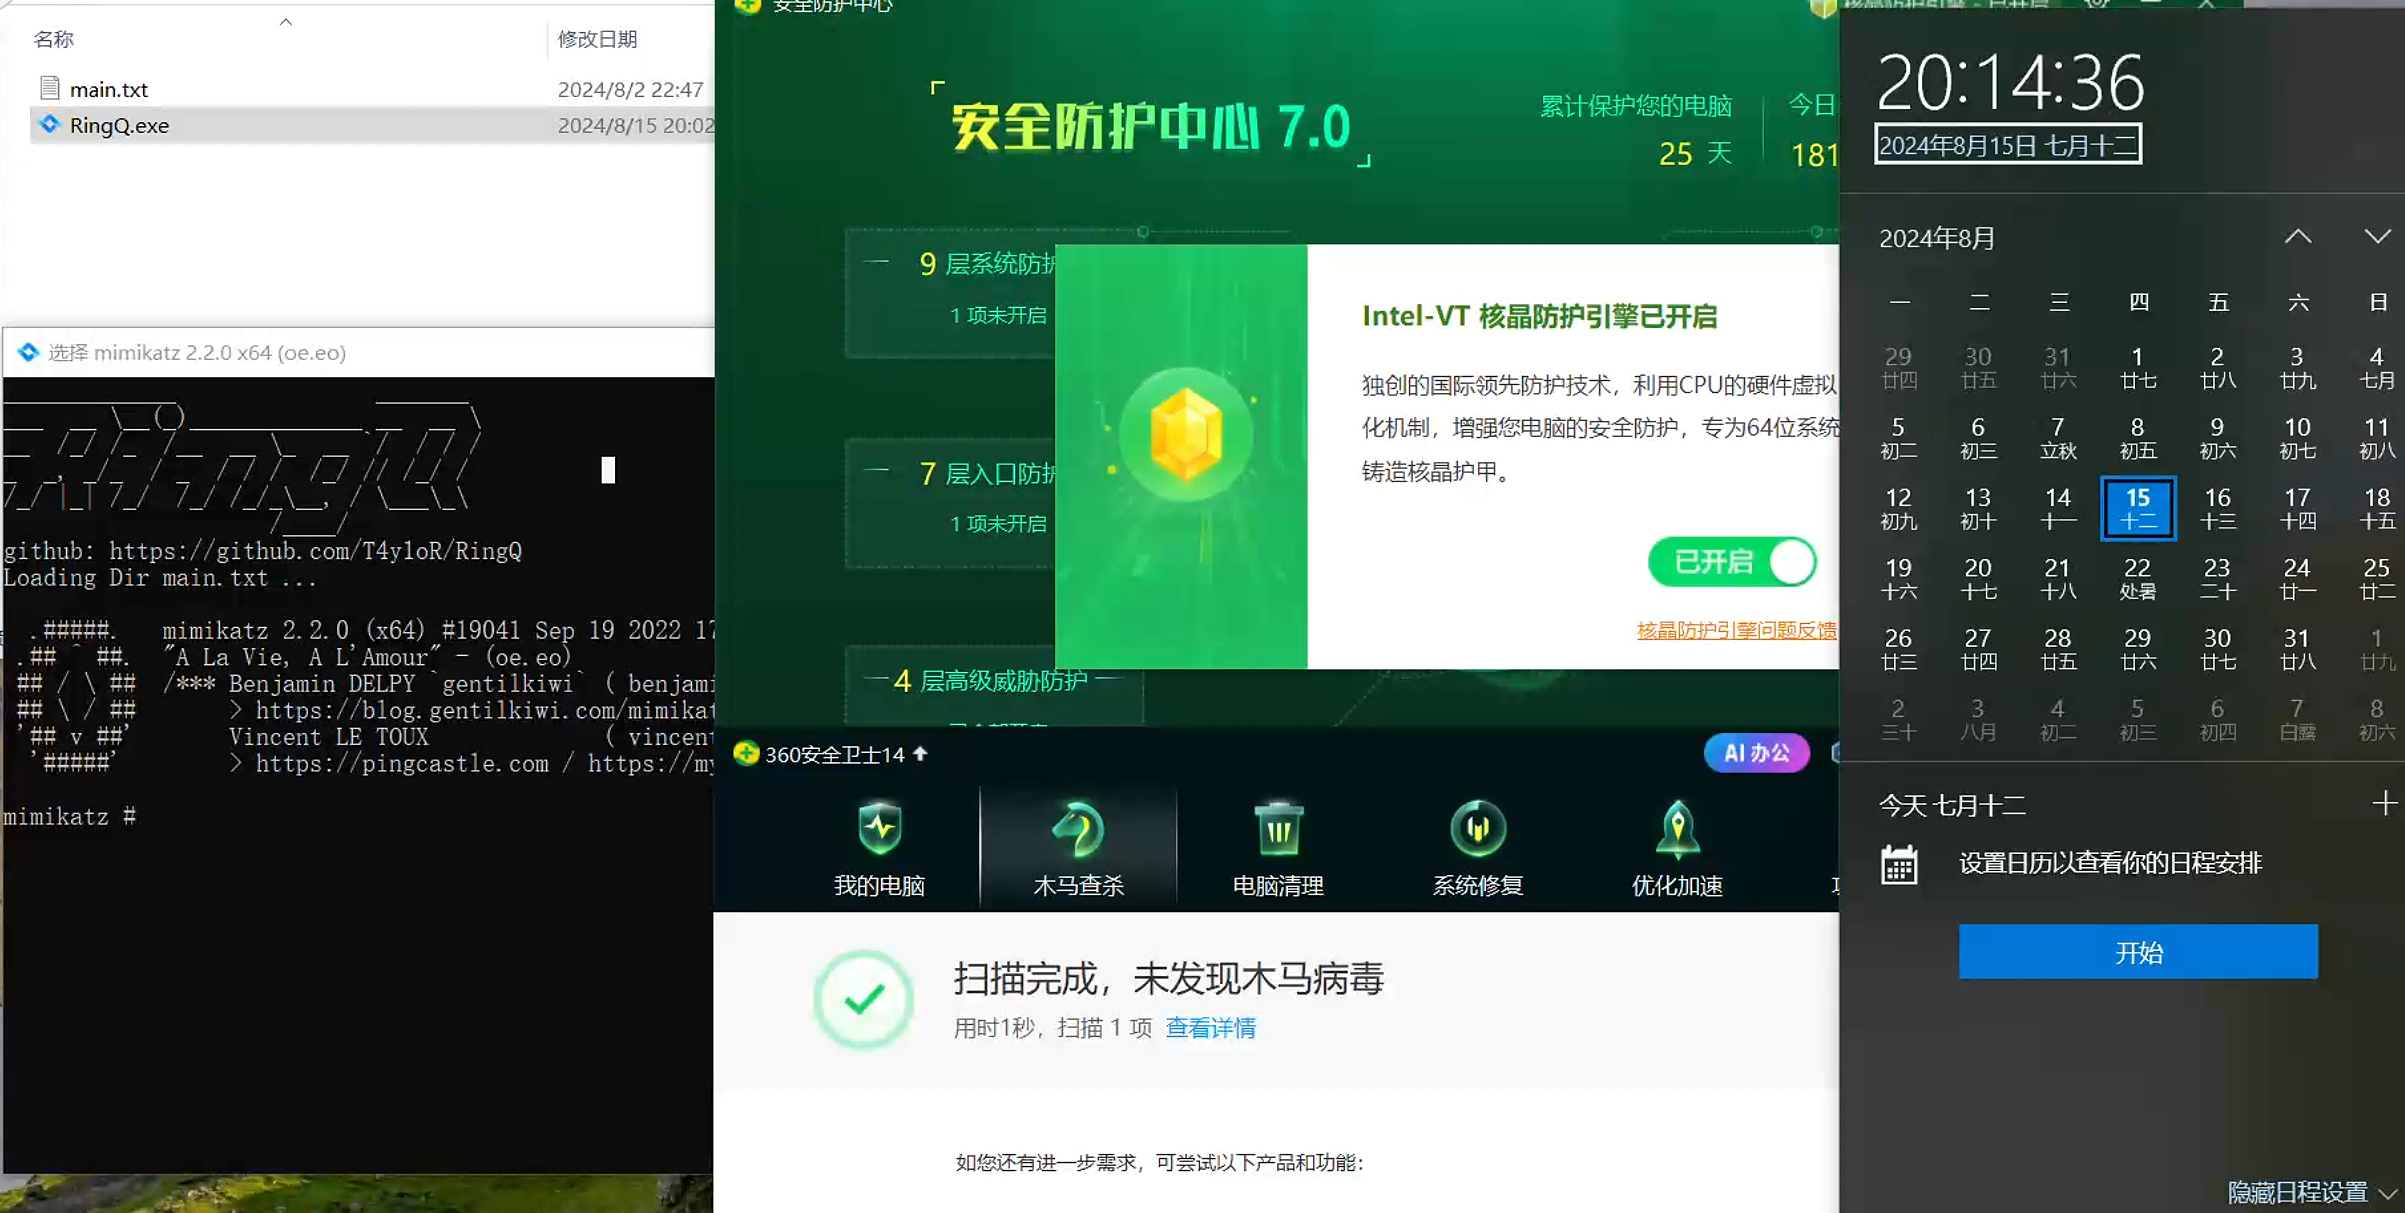 名称
修改日期
main.txt
2024/8/2 22:47
RingQ.exe
2024/8/15 20:02
选择 mimikatz 2.2.0 x64 (oe.eo)
RingQ
github: https://github.com/T4y1oR/RingQ
Loading Dir main.txt ...
.#####.   mimikatz 2.2.0 (x64) #19041 Sep 19 2022 17
.## ^ ##.  "A La Vie, A L'Amour" - (oe.eo)
## / \ ##  /*** Benjamin DELPY `gentilkiwi` ( benjami
## \ / ##       > https://blog.gentilkiwi.com/mimikat
'## v ##'       Vincent LE TOUX             ( vincent
'#####'        > https://pingcastle.com / https://my
mimikatz #
安全防护中心
安全防护中心 7.0
累计保护您的电脑
25 天
今日
181
9 层系统防护
1 项未开启
7 层入口防护
1 项未开启
4 层高级威胁防护
Intel-VT 核晶防护引擎已开启
独创的国际领先防护技术，利用CPU的硬件虚拟
化机制，增强您电脑的安全防护，专为64位系统
铸造核晶护甲。
已开启
核晶防护引擎问题反馈
360安全卫士14
AI 办公
我的电脑
木马查杀
电脑清理
系统修复
优化加速
扫描完成，未发现木马病毒
用时1秒，扫描 1 项 查看详情
如您还有进一步需求，可尝试以下产品和功能：
20:14:36
2024年8月15日 七月十二
2024年8月
一 二 三 四 五 六 日
29 30 31 1 2 3 4
廿四 廿五 廿六 廿七 廿八 廿九 七月
5 6 7 8 9 10 11
初二 初三 立秋 初五 初六 初七 初八
12 13 14 15 16 17 18
初九 初十 十一 十二 十三 十四 十五
19 20 21 22 23 24 25
十六 十七 十八 处暑 二十 廿一 廿二
26 27 28 29 30 31 1
廿三 廿四 廿五 廿六 廿七 廿八 廿九
2 3 4 5 6 7 8
三十 八月 初二 初三 初四 白露 初六
今天 七月十二
设置日历以查看你的日程安排
开始
隐藏日程设置